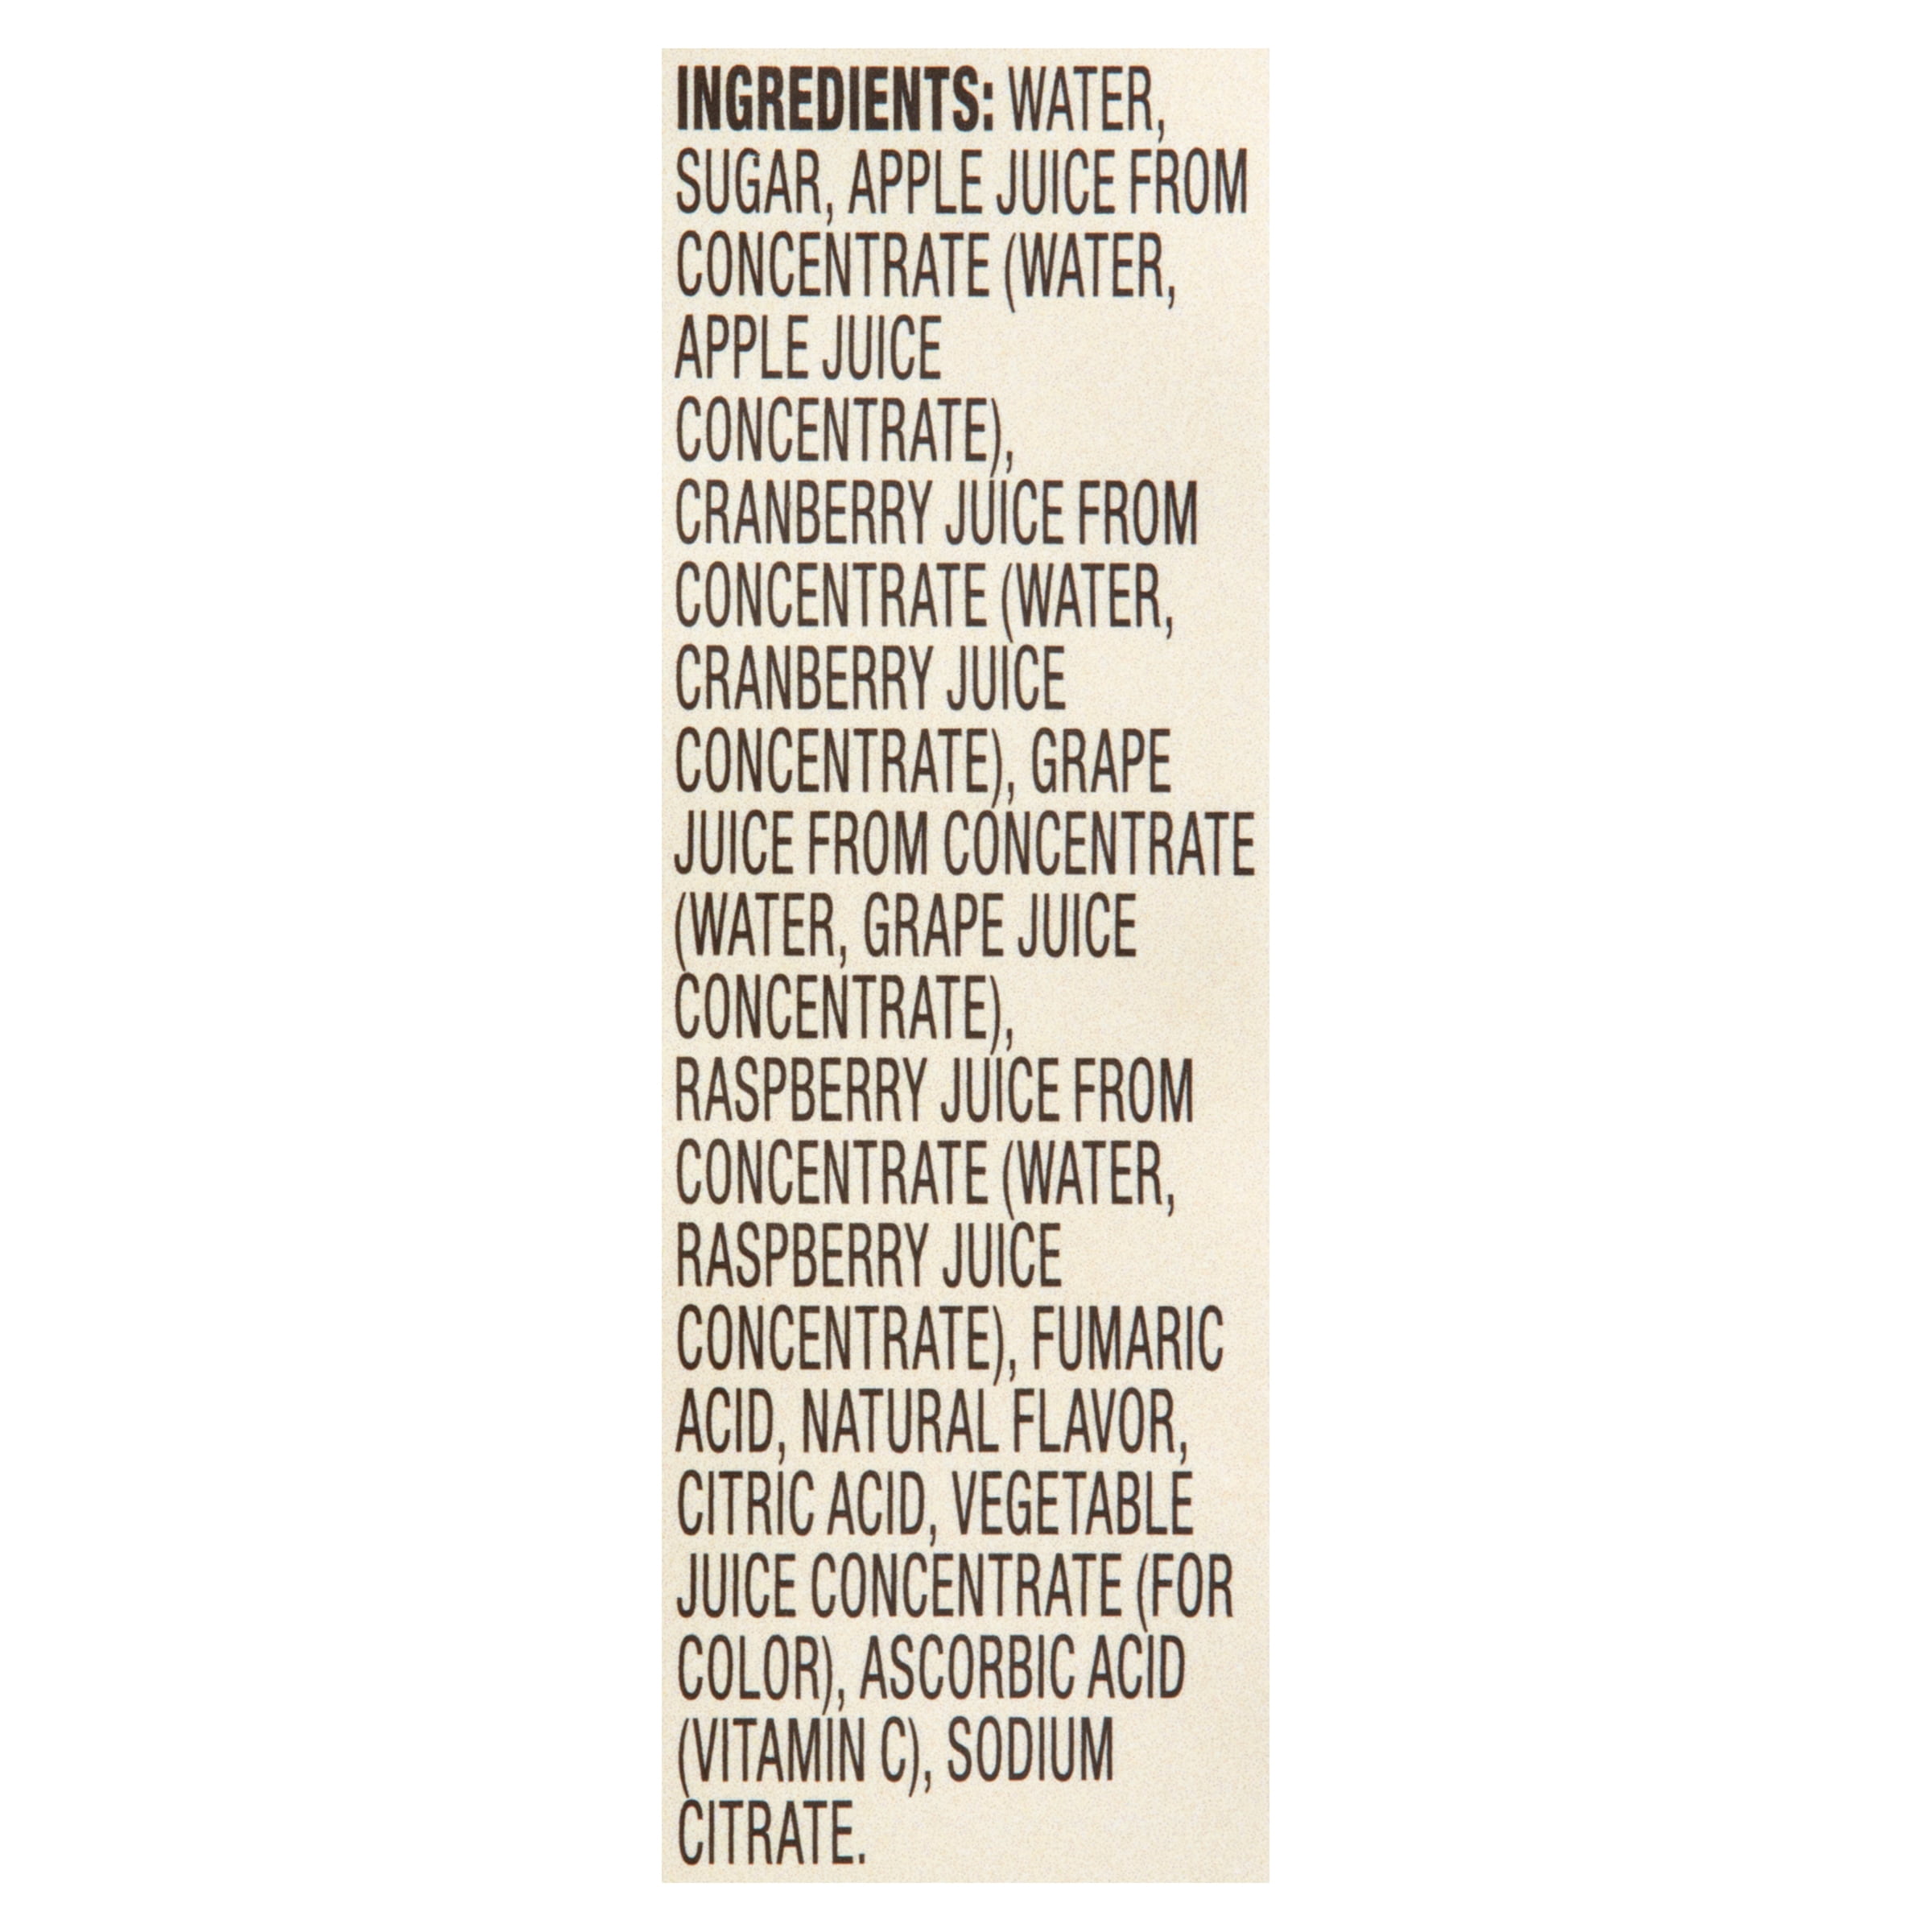 INGREDIENTS: WATER,
SUGAR, APPLE JUICE FROM
CONCENTRATE (WATER,
APPLE JUICE
CONCENTRATE),
CRANBERRY JUICE FROM
CONCENTRATE (WATER,
CRANBERRY JUICE
CONCENTRATE), GRAPE
JUICE FROM CONCENTRATE
(WATER, GRAPE JUICE
CONCENTRATE),
RASPBERRY JUICE FROM
CONCENTRATE (WATER,
RASPBERRY JUICE
CONCENTRATE), FUMARIC
ACID, NATURAL FLAVOR,
CITRIC ACID, VEGETABLE
JUICE CONCENTRATE (FOR
COLOR), ASCORBIC ACID
(VITAMIN C), SODIUM
CITRATE.